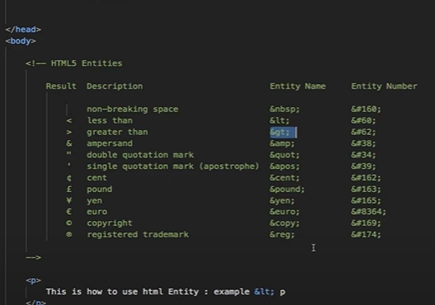 </head>
<body>
<!-- HTML5 Entities
Result Description Entity Name Entity Number
non-breaking space &nbsp; &#160;
< less than &lt; &#60;
> greater than &gt; &#62;
& ampersand &amp; &#38;
" double quotation mark &quot; &#34;
' single quotation mark (apostrophe) &apos; &#39;
¢ cent &cent; &#162;
£ pound &pound; &#163;
¥ yen &yen; &#165;
€ euro &euro; &#8364;
© copyright &copy; &#169;
® registered trademark &reg; &#174;
-->
<p>
This is how to use html Entity : example &lt; p
</p>